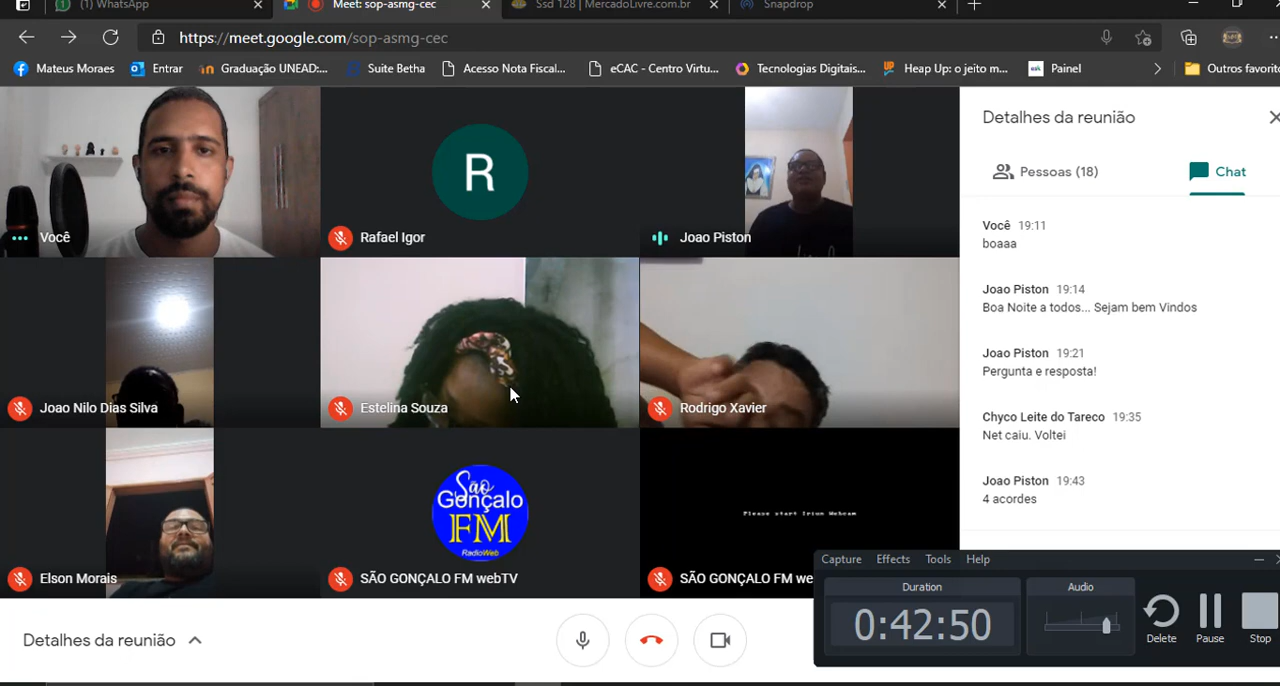 (1) WhatsApp
Meet: sop-asmg-cec
Ssd 128 | MercadoLivre.com.br
Snapdrop
https://meet.google.com/sop-asmg-cec
Mateus Moraes
Entrar
Graduação UNEAD:...
Suite Betha
Acesso Nota Fiscal...
eCAC - Centro Virtu...
Tecnologias Digitais...
Heap Up: o jeito m...
Painel
Outros favorit
Você
R
Rafael Igor
Joao Piston
Joao Nilo Dias Silva
Estelina Souza
Rodrigo Xavier
Elson Morais
São
Gonçalo
FM
RadioWeb
SÃO GONÇALO FM webTV
Please start Iriun Webcam
SÃO GONÇALO FM we
Detalhes da reunião
Pessoas (18)
Chat
Você 19:11
boaaa
Joao Piston 19:14
Boa Noite a todos... Sejam bem Vindos
Joao Piston 19:21
Pergunta e resposta!
Chyco Leite do Tareco 19:35
Net caiu. Voltei
Joao Piston 19:43
4 acordes
Detalhes da reunião
Capture Effects Tools Help
Duration
0:42:50
Audio
Delete
Pause
Stop